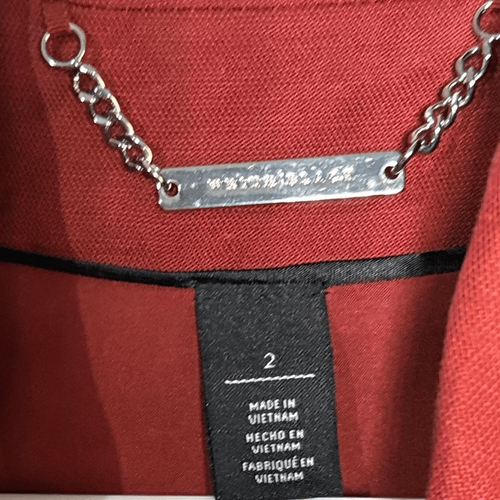 2
MADE IN
VIETNAM
HECHO EN
VIETNAM
FABRIQUÉ EN
VIETNAM